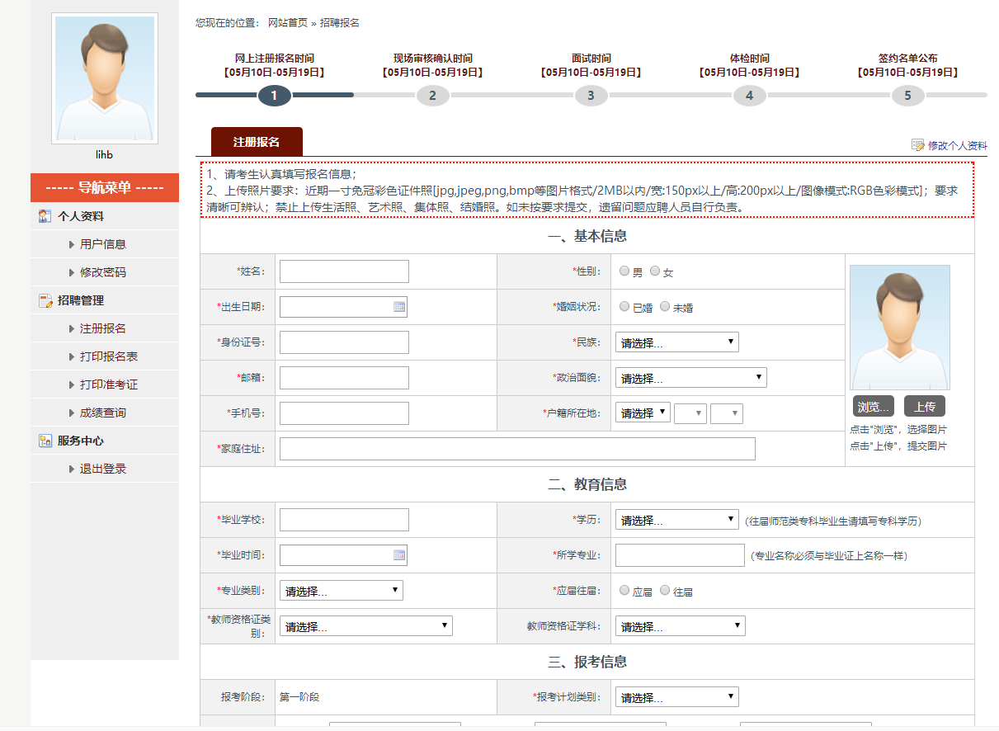 lihb
----- 导航菜单 -----
个人资料
用户信息
修改密码
招聘管理
注册报名
打印报名表
打印准考证
成绩查询
服务中心
退出登录
您现在的位置： 网站首页 » 招聘报名
网上注册报名时间
【05月10日-05月19日】
1
现场审核确认时间
【05月10日-05月19日】
2
面试时间
【05月10日-05月19日】
3
体检时间
【05月10日-05月19日】
4
签约名单公布
【05月10日-05月19日】
5
注册报名
修改个人资料
1、请考生认真填写报名信息；
2、上传照片要求：近期一寸免冠彩色证件照[jpg,jpeg,png,bmp等图片格式/2MB以内/宽:150px以上/高:200px以上/图像模式:RGB色彩模式]；要求
清晰可辨认；禁止上传生活照、艺术照、集体照、结婚照。如未按要求提交，遗留问题应聘人员自行负责。
一、基本信息
*姓名：
*性别： 男 女
*出生日期：
*婚姻状况： 已婚 未婚
*身份证号：
*民族： 请选择...
*邮箱：
*政治面貌： 请选择...
*手机号：
*户籍所在地： 请选择
*家庭住址：
浏览... 上传
点击"浏览"，选择图片
点击"上传"，提交图片
二、教育信息
*毕业学校：
*学历： 请选择... (往届师范类专科毕业生请填写专科学历)
*毕业时间：
*所学专业： (专业名称必须与毕业证上名称一样)
*专业类别： 请选择...
*应届往届： 应届 往届
*教师资格证类
别： 请选择...
教师资格证学科： 请选择...
三、报考信息
报考阶段： 第一阶段
*报考计划类别： 请选择...